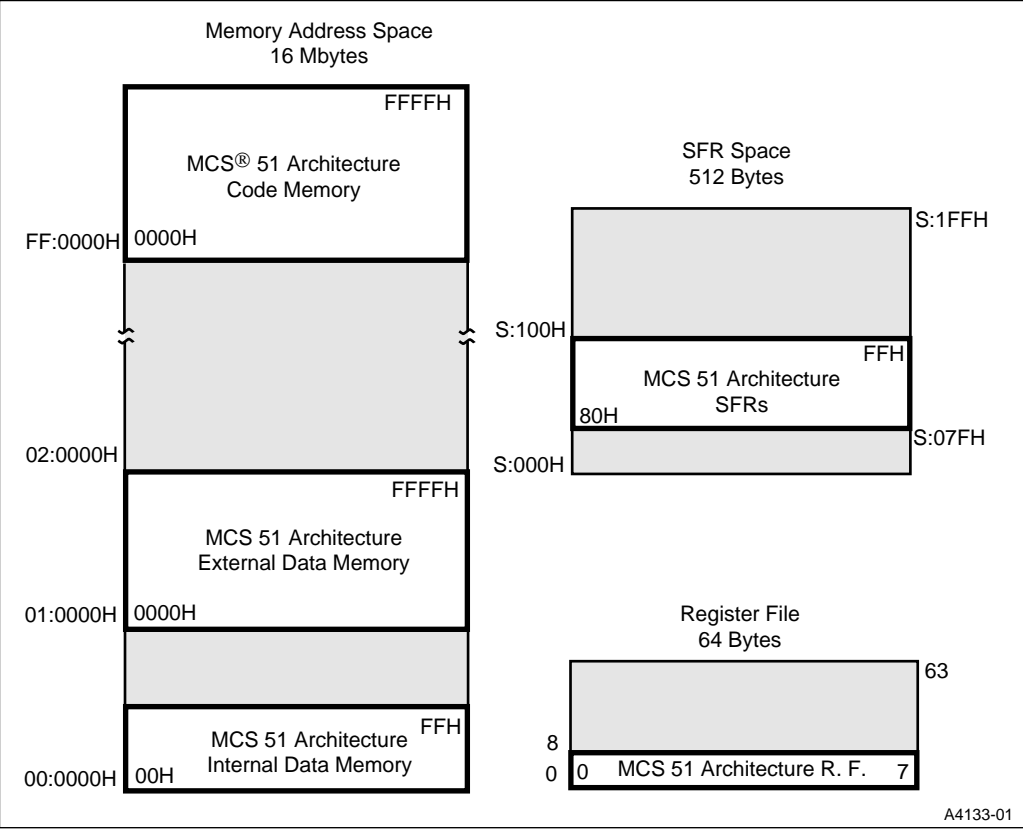 Memory Address Space
16 Mbytes
FFFFH
MCS® 51 Architecture
Code Memory
FF:0000H
0000H
02:0000H
FFFFH
MCS 51 Architecture
External Data Memory
01:0000H
0000H
FFH
MCS 51 Architecture
Internal Data Memory
00:0000H
00H
SFR Space
512 Bytes
S:1FFH
S:100H
FFH
MCS 51 Architecture
SFRs
80H
S:07FH
S:000H
Register File
64 Bytes
63
8
0
0 MCS 51 Architecture R. F. 7
A4133-01